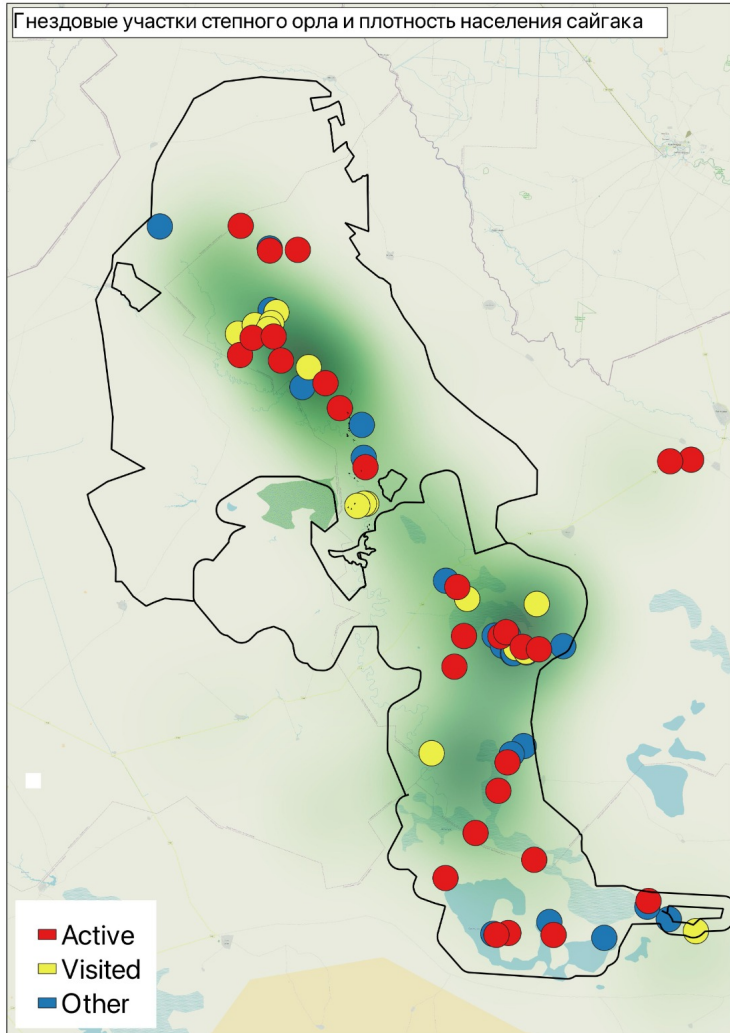 Гнездовые участки степного орла и плотность населения сайгака
Active
Visited
Other